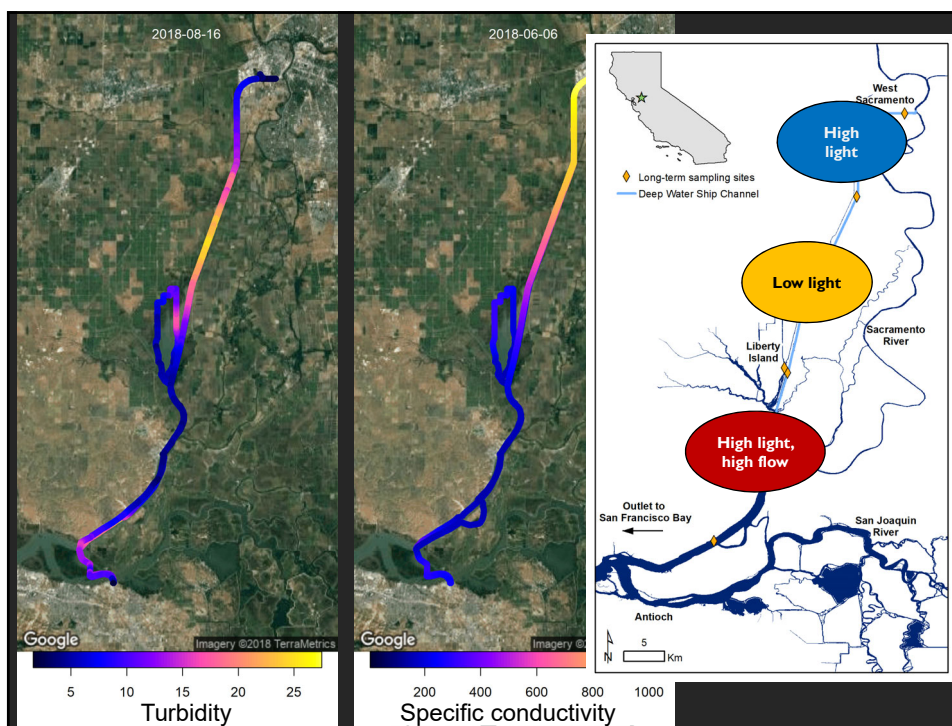 2018-08-16
Google
Imagery ©2018 TerraMetrics
5 10 15 20 25
Turbidity
2018-06-06
Google
Imagery ©2
200 400 600 800 1000
Specific conductivity
West
Sacramento
High
light
Long-term sampling sites
Deep Water Ship Channel
Low light
Sacramento
River
Liberty
Island
High light,
high flow
Outlet to
San Francisco Bay
San Joaquin
River
Antioch
N
5
Km